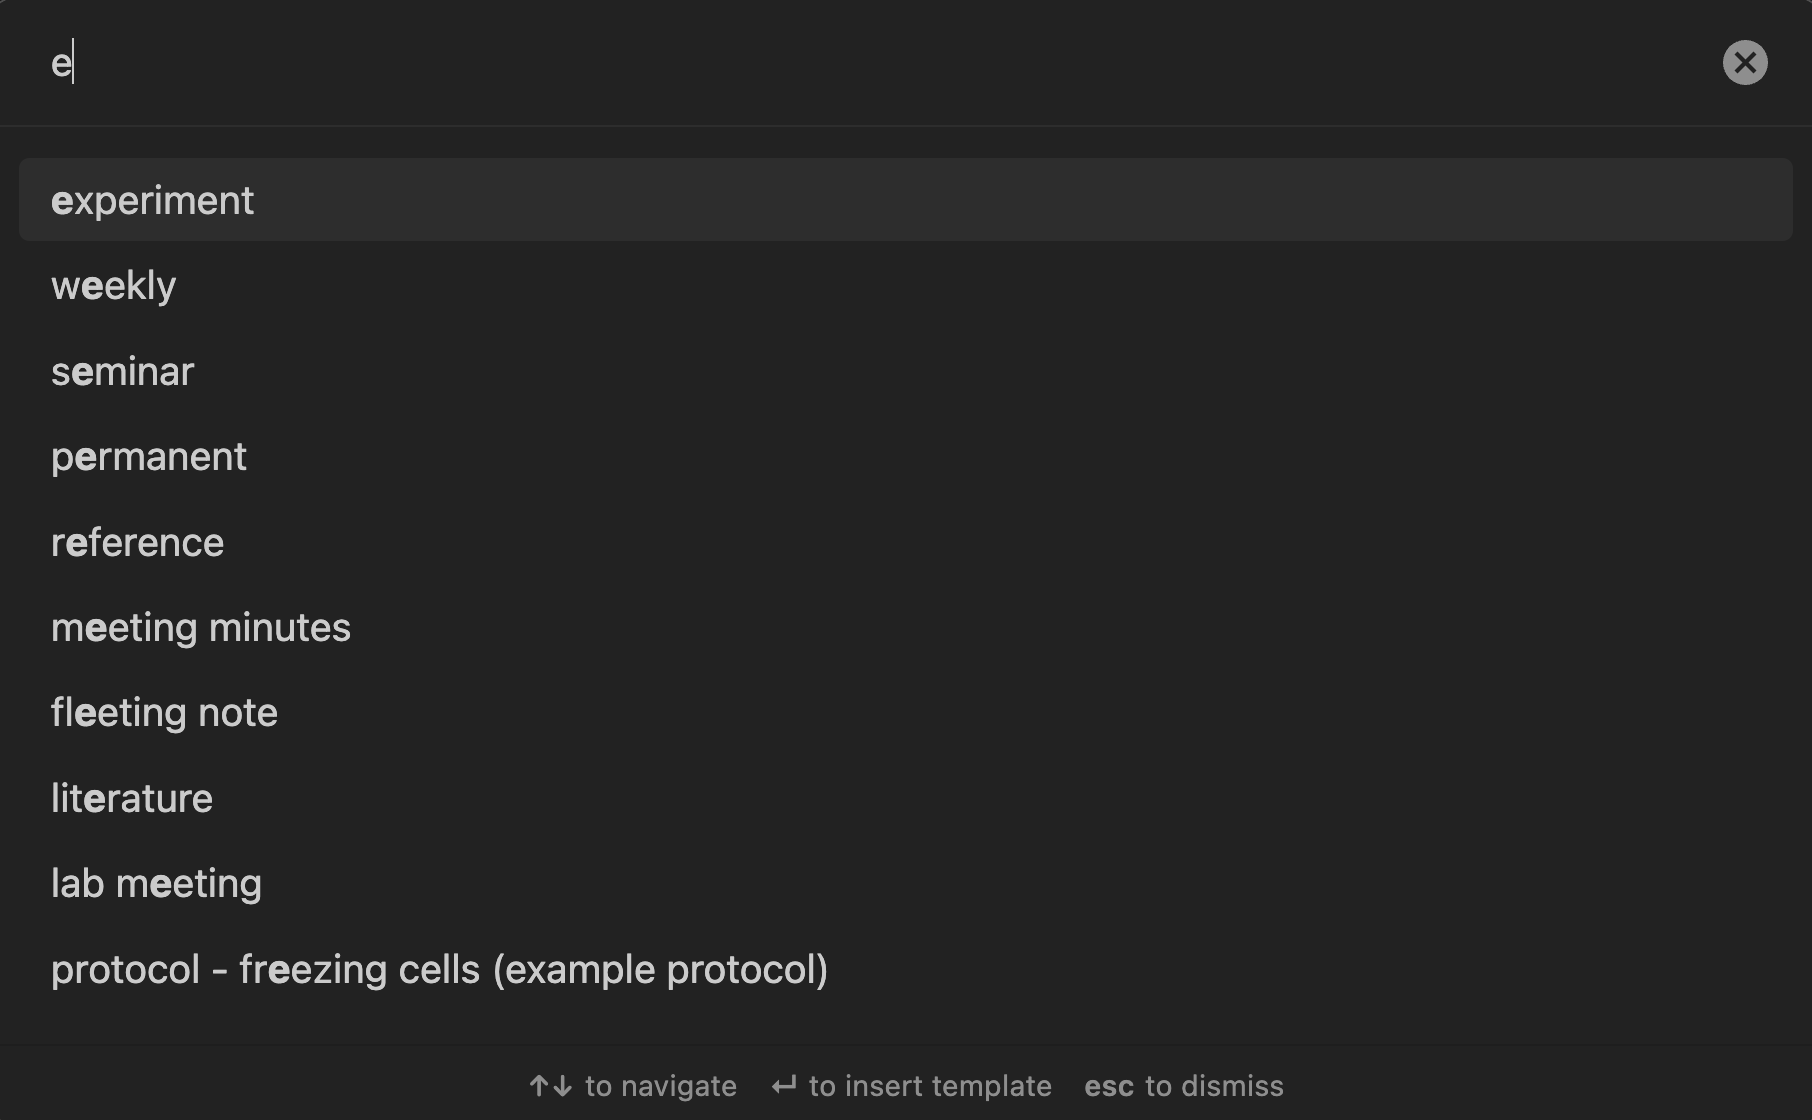 e
experiment
weekly
seminar
permanent
reference
meeting minutes
fleeting note
literature
lab meeting
protocol - freezing cells (example protocol)
↑↓ to navigate ↵ to insert template esc to dismiss